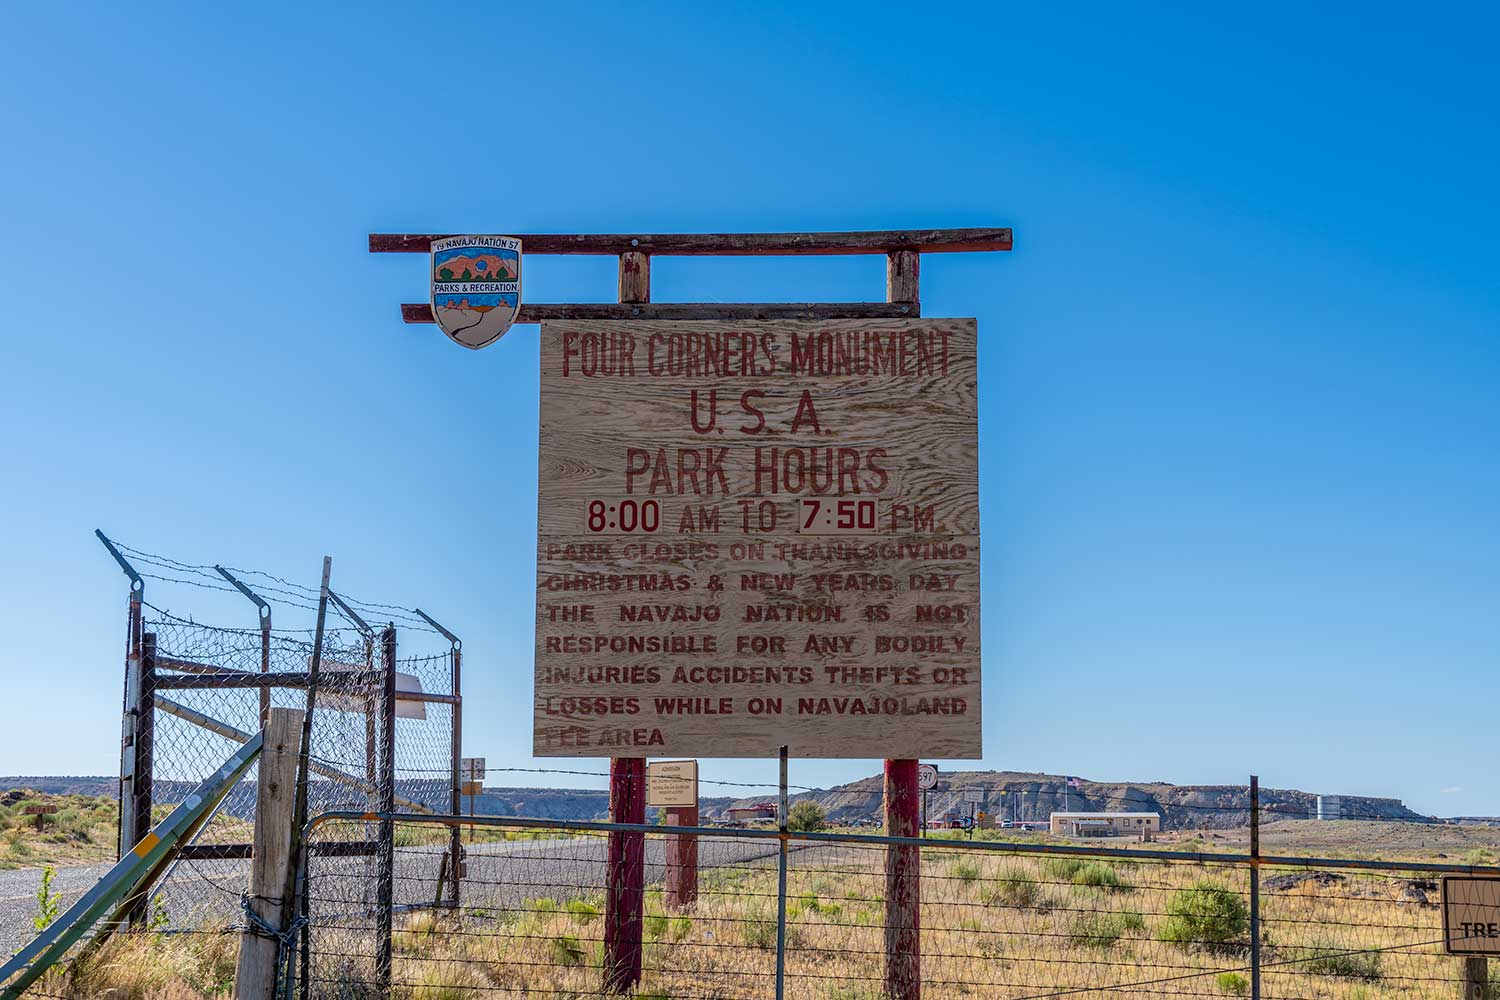 19 NAVAJO NATION 57
PARKS & RECREATION
FOUR CORNERS MONUMENT
U.S.A.
PARK HOURS
8:00 AM TO 7:50 PM
PARK CLOSES ON THANKSGIVING
CHRISTMAS & NEW YEARS DAY
THE NAVAJO NATION IS NOT
RESPONSIBLE FOR ANY BODILY
INJURIES ACCIDENTS THEFTS OR
LOSSES WHILE ON NAVAJOLAND
FEE AREA
ADMISSION
597
TRE